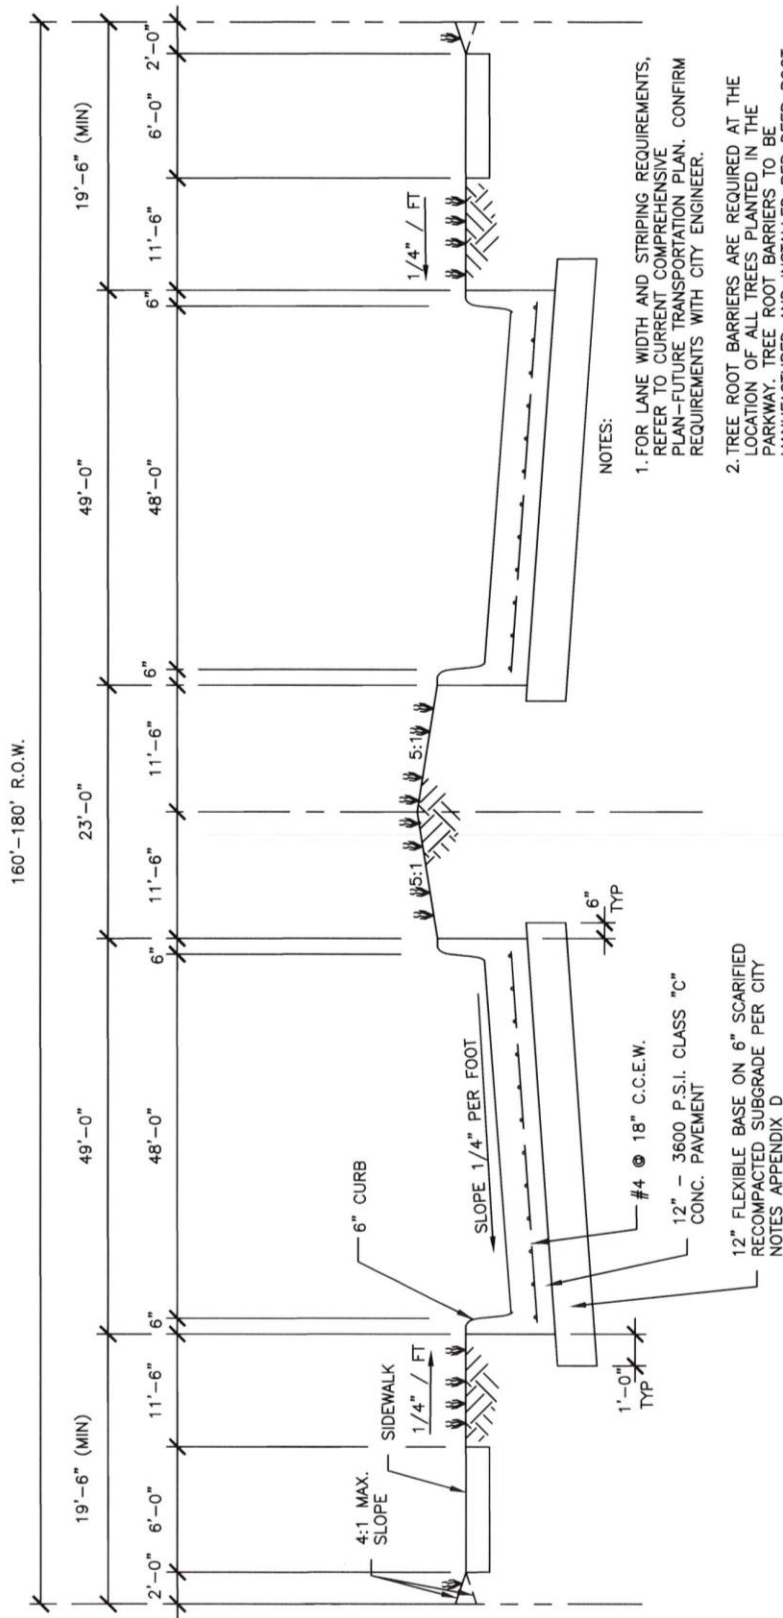 160'-180' R.O.W.
19'-6" (MIN)
49'-0"
23'-0"
49'-0"
19'-6" (MIN)
2'-0"
6'-0"
11'-6"
6"
48'-0"
6"
11'-6"
11'-6"
6"
48'-0"
6"
11'-6"
6'-0"
2'-0"
4:1 MAX.
SLOPE
SIDEWALK
1/4" / FT
6" CURB
SLOPE 1/4" PER FOOT
5:1
5:1
1/4" / FT
1'-0"
TYP
6"
TYP
#4 @ 18" C.C.E.W.
12" - 3600 P.S.I. CLASS "C"
CONC. PAVEMENT
12" FLEXIBLE BASE ON 6" SCARIFIED
RECOMPACTED SUBGRADE PER CITY
NOTES APPENDIX D
NOTES:
1. FOR LANE WIDTH AND STRIPING REQUIREMENTS,
REFER TO CURRENT COMPREHENSIVE
PLAN-FUTURE TRANSPORTATION PLAN. CONFIRM
REQUIREMENTS WITH CITY ENGINEER.
2. TREE ROOT BARRIERS ARE REQUIRED AT THE
LOCATION OF ALL TREES PLANTED IN THE
PARKWAY. TREE ROOT BARRIERS TO BE